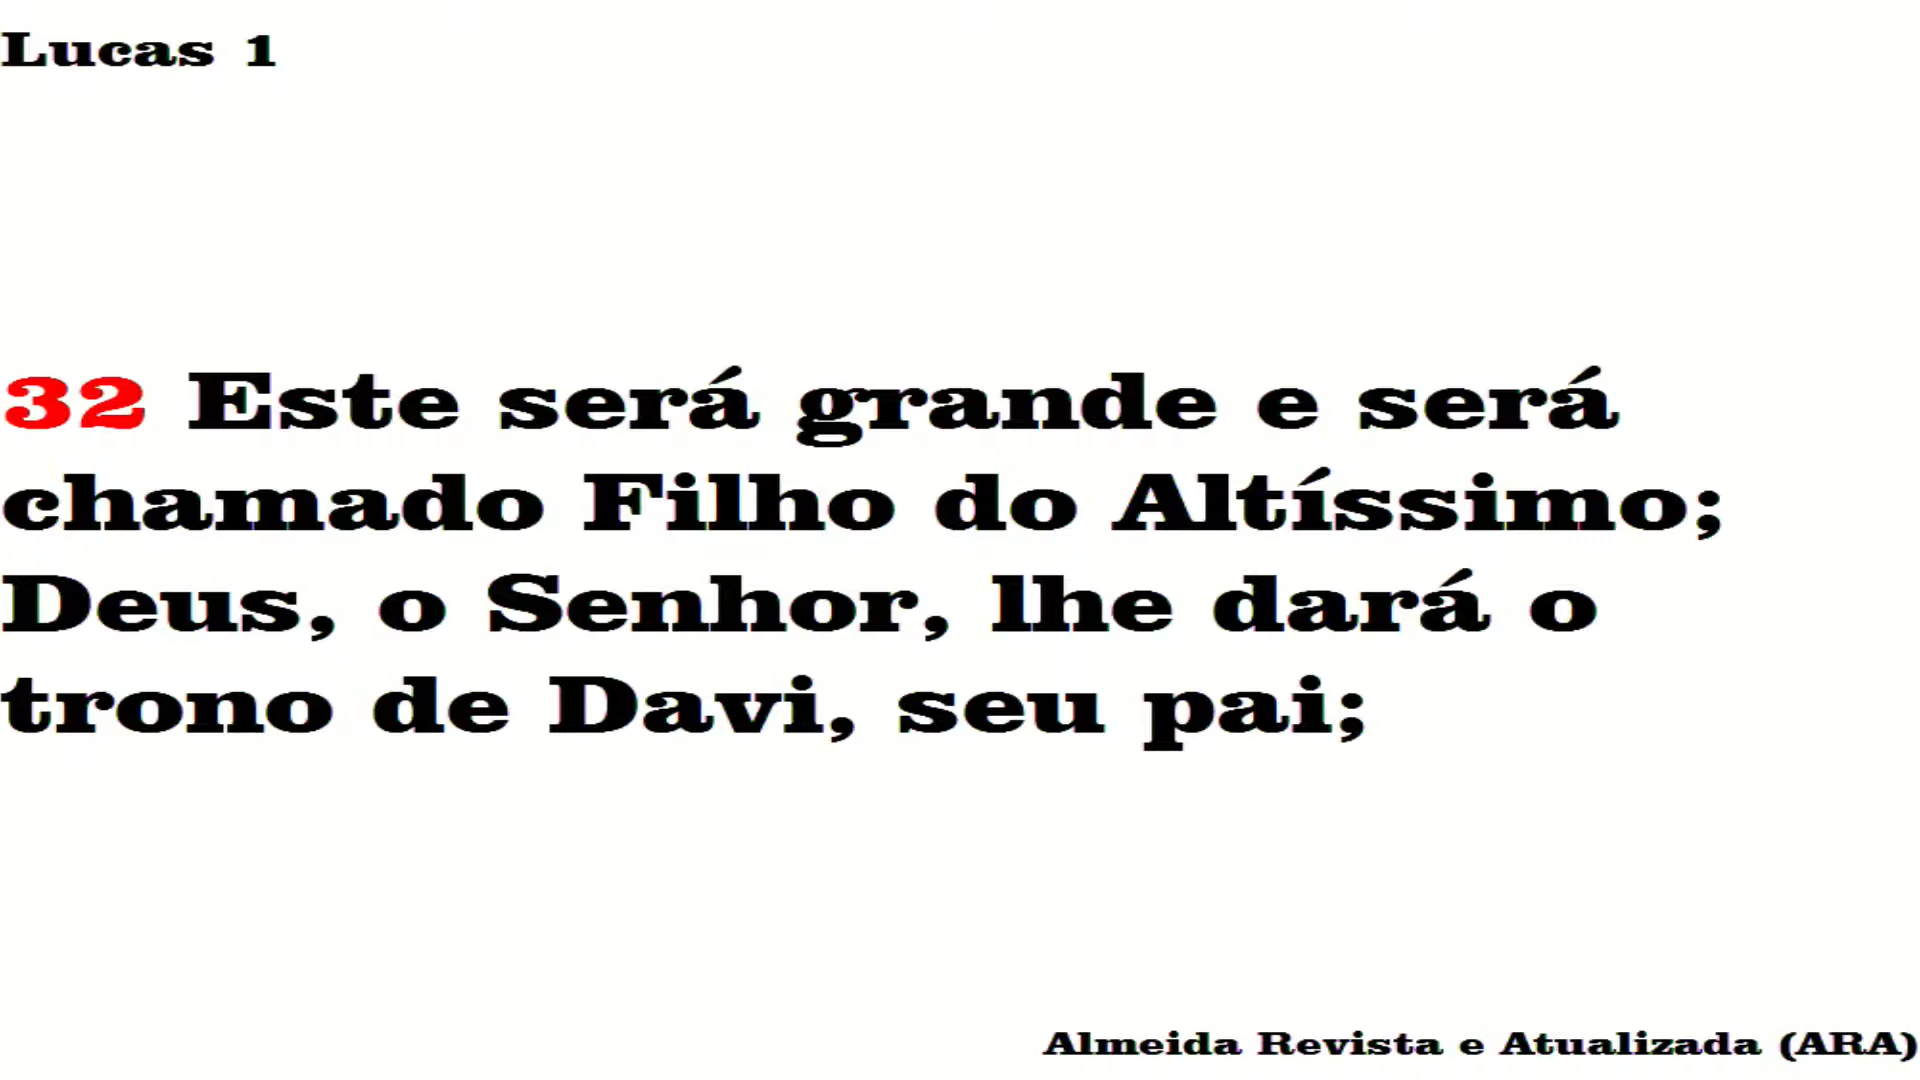 Lucas 1
32 Este será grande e será
chamado Filho do Altíssimo;
Deus, o Senhor, lhe dará o
trono de Davi, seu pai;
Almeida Revista e Atualizada (ARA)